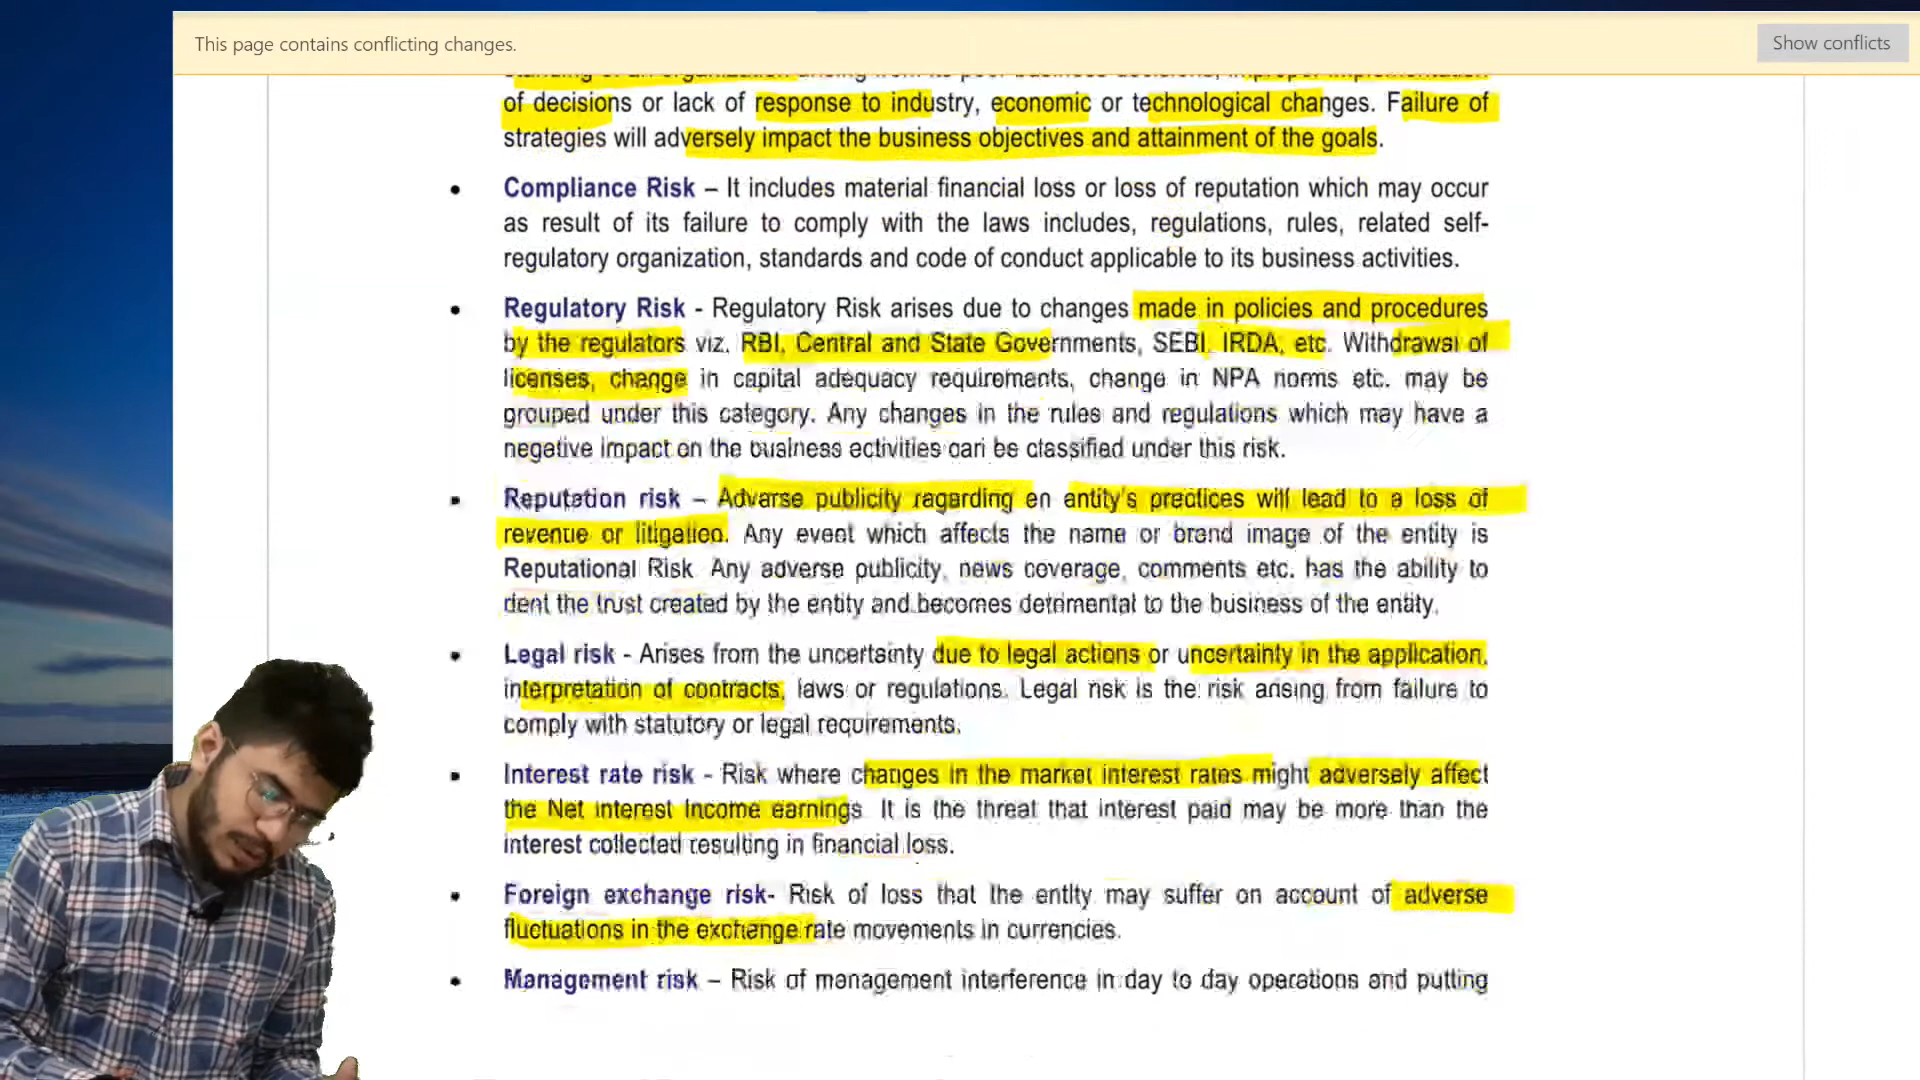 This page contains conflicting changes.
Show conflicts
standing of an organization arising from its poor business decisions, improper implementation
of decisions or lack of response to industry, economic or technological changes. Failure of
strategies will adversely impact the business objectives and attainment of the goals.
• Compliance Risk – It includes material financial loss or loss of reputation which may occur
as result of its failure to comply with the laws includes, regulations, rules, related self-
regulatory organization, standards and code of conduct applicable to its business activities.
• Regulatory Risk - Regulatory Risk arises due to changes made in policies and procedures
by the regulators viz. RBI, Central and State Governments, SEBI, IRDA, etc. Withdrawal of
licenses, change in capital adequacy requirements, change in NPA norms etc. may be
grouped under this category. Any changes in the rules and regulations which may have a
negative impact on the business activities can be classified under this risk.
• Reputation risk – Adverse publicity regarding an entity's practices will lead to a loss of
revenue or litigation. Any event which affects the name or brand image of the entity is
Reputational Risk. Any adverse publicity, news coverage, comments etc. has the ability to
dent the trust created by the entity and becomes detrimental to the business of the entity.
• Legal risk - Arises from the uncertainty due to legal actions or uncertainty in the application,
interpretation of contracts, laws or regulations. Legal risk is the risk arising from failure to
comply with statutory or legal requirements.
• Interest rate risk - Risk where changes in the market interest rates might adversely affect
the Net Interest Income earnings. It is the threat that interest paid may be more than the
interest collected resulting in financial loss.
• Foreign exchange risk- Risk of loss that the entity may suffer on account of adverse
fluctuations in the exchange rate movements in currencies.
• Management risk – Risk of management interference in day to day operations and putting